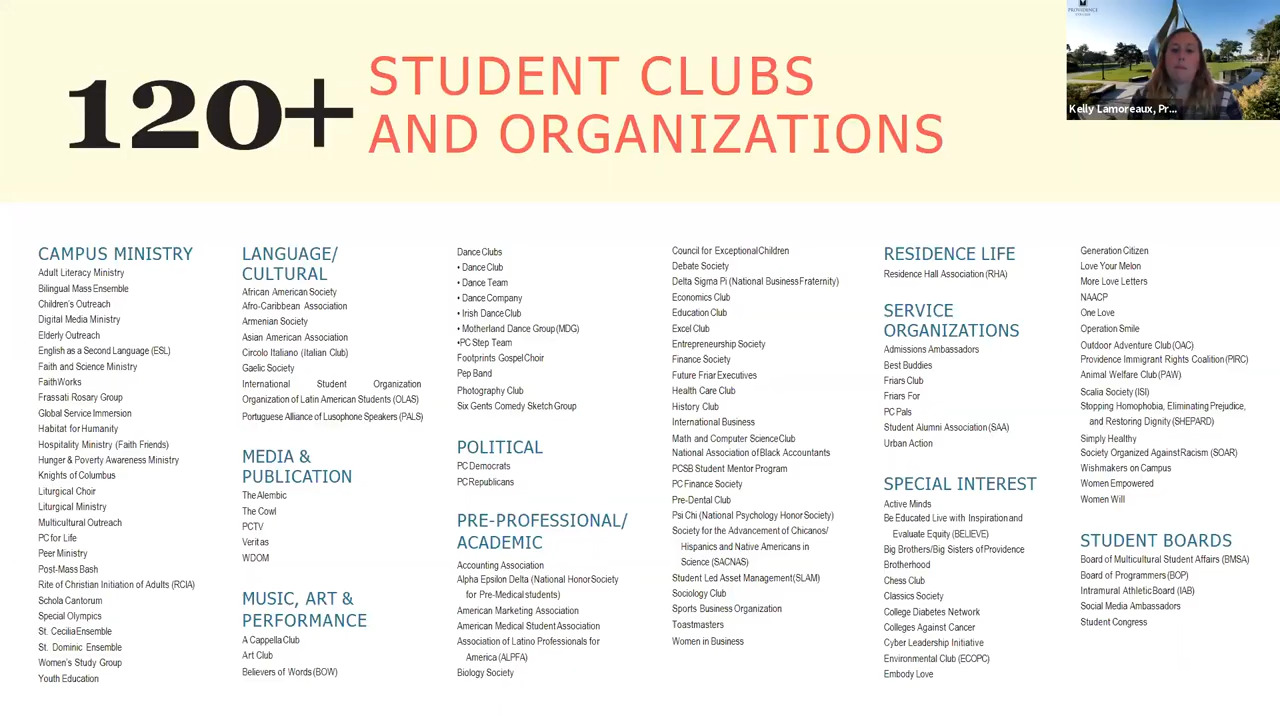 120+
STUDENT CLUBS
AND ORGANIZATIONS
PROVIDENCE
Kelly Lamoreaux, Pr...
CAMPUS MINISTRY
Adult Literacy Ministry
Bilingual Mass Ensemble
Children's Outreach
Digital Media Ministry
Elderly Outreach
English as a Second Language (ESL)
Faith and Science Ministry
FaithWorks
Frassati Rosary Group
Global Service Immersion
Habitat for Humanity
Hospitality Ministry (Faith Friends)
Hunger & Poverty Awareness Ministry
Knights of Columbus
Liturgical Choir
Liturgical Ministry
Multicultural Outreach
PC for Life
Peer Ministry
Post-Mass Bash
Rite of Christian Initiation of Adults (RCIA)
Schola Cantorum
Special Olympics
St. Cecilia Ensemble
St. Dominic Ensemble
Women's Study Group
Youth Education
LANGUAGE/
CULTURAL
African American Society
Afro-Caribbean Association
Armenian Society
Asian American Association
Circolo Italiano (Italian Club)
Gaelic Society
International Student Organization
Organization of Latin American Students (OLAS)
Portuguese Alliance of Lusophone Speakers (PALS)
MEDIA &
PUBLICATION
The Alembic
The Cowl
PCTV
Veritas
WDOM
MUSIC, ART &
PERFORMANCE
A Cappella Club
Art Club
Believers of Words (BOW)
Dance Clubs
• Dance Club
• Dance Team
• Dance Company
• Irish Dance Club
• Motherland Dance Group (MDG)
•PC Step Team
Footprints Gospel Choir
Pep Band
Photography Club
Six Gents Comedy Sketch Group
POLITICAL
PC Democrats
PC Republicans
PRE-PROFESSIONAL/
ACADEMIC
Accounting Association
Alpha Epsilon Delta (National Honor Society
for Pre-Medical students)
American Marketing Association
American Medical Student Association
Association of Latino Professionals for
America (ALPFA)
Biology Society
Council for Exceptional Children
Debate Society
Delta Sigma Pi (National Business Fraternity)
Economics Club
Education Club
Excel Club
Entrepreneurship Society
Finance Society
Future Friar Executives
Health Care Club
History Club
International Business
Math and Computer Science Club
National Association of Black Accountants
PCSB Student Mentor Program
PC Finance Society
Pre-Dental Club
Psi Chi (National Psychology Honor Society)
Society for the Advancement of Chicanos/
Hispanics and Native Americans in
Science (SACNAS)
Student Led Asset Management (SLAM)
Sociology Club
Sports Business Organization
Toastmasters
Women in Business
RESIDENCE LIFE
Residence Hall Association (RHA)
SERVICE
ORGANIZATIONS
Admissions Ambassadors
Best Buddies
Friars Club
Friars For
PC Pals
Student Alumni Association (SAA)
Urban Action
SPECIAL INTEREST
Active Minds
Be Educated Live with Inspiration and
Evaluate Equity (BELIEVE)
Big Brothers/Big Sisters of Providence
Brotherhood
Chess Club
Classics Society
College Diabetes Network
Colleges Against Cancer
Cyber Leadership Initiative
Environmental Club (ECOPC)
Embody Love
Generation Citizen
Love Your Melon
More Love Letters
NAACP
One Love
Operation Smile
Outdoor Adventure Club (OAC)
Providence Immigrant Rights Coalition (PIRC)
Animal Welfare Club (PAW)
Scalia Society (ISI)
Stopping Homophobia, Eliminating Prejudice,
and Restoring Dignity (SHEPARD)
Simply Healthy
Society Organized Against Racism (SOAR)
Wishmakers on Campus
Women Empowered
Women Will
STUDENT BOARDS
Board of Multicultural Student Affairs (BMSA)
Board of Programmers (BOP)
Intramural Athletic Board (IAB)
Social Media Ambassadors
Student Congress